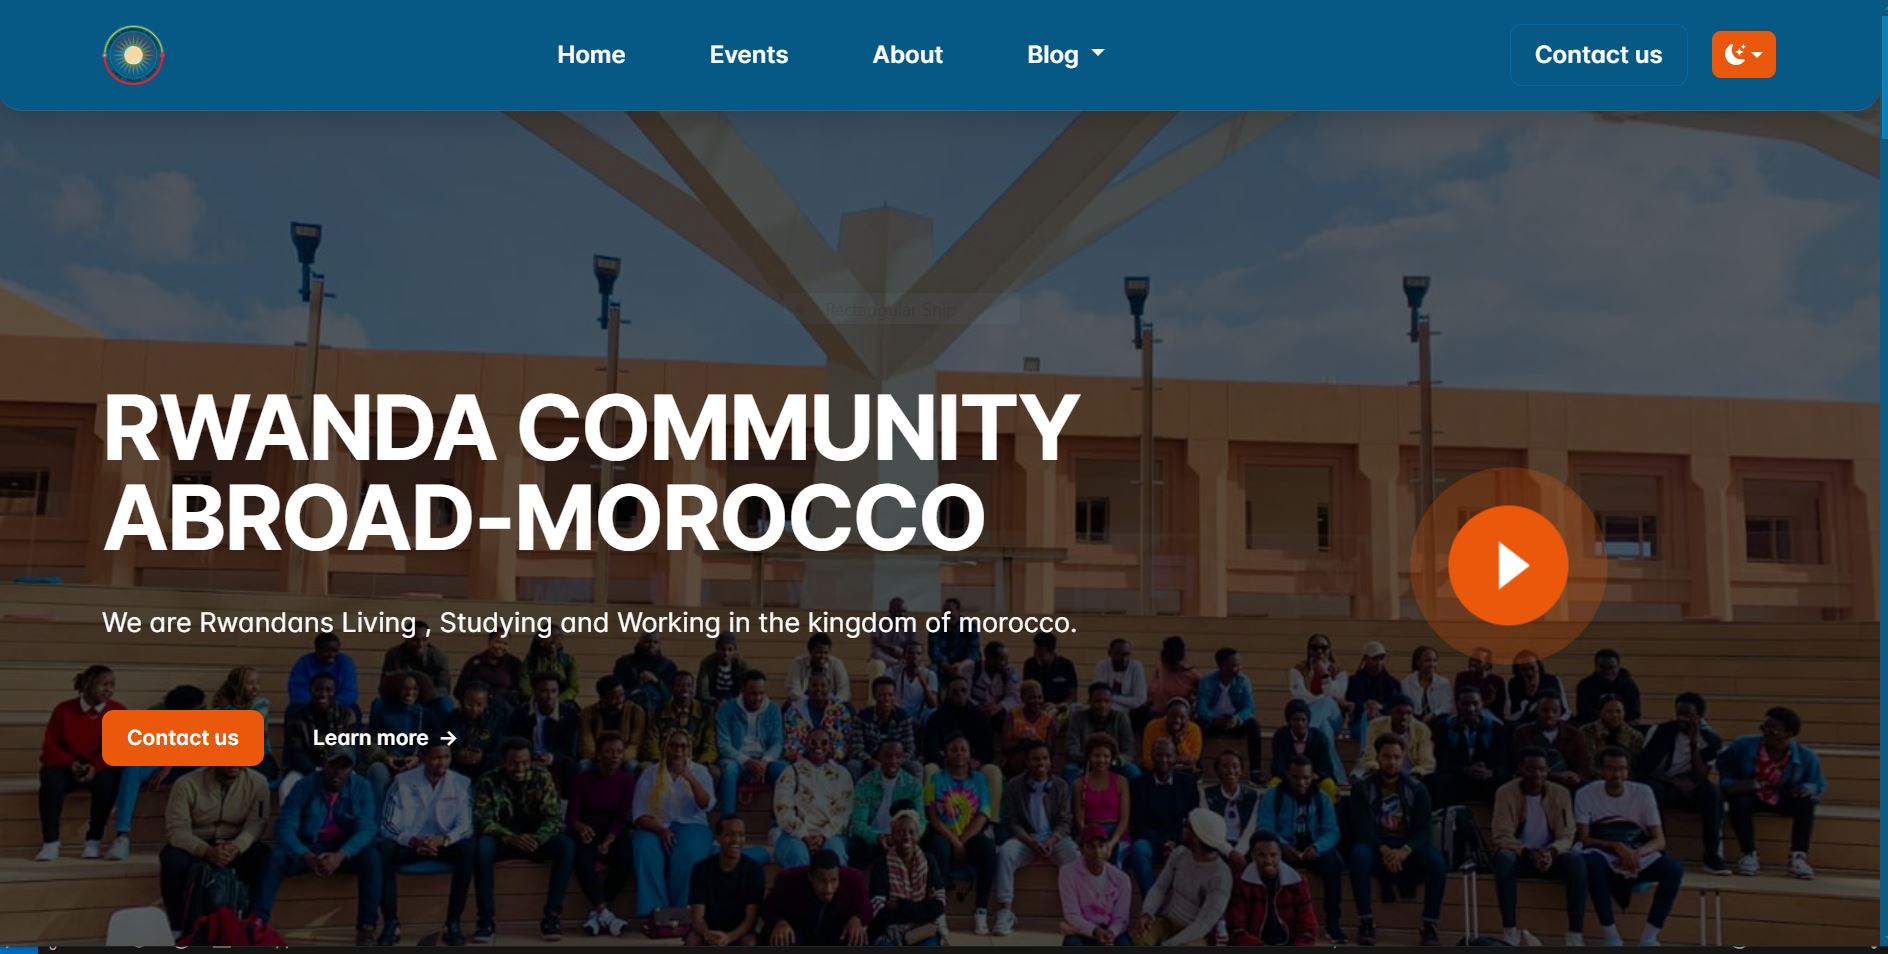 Home
Events
About
Blog
Contact us
Rectangular Snip
RWANDA COMMUNITY
ABROAD-MOROCCO
We are Rwandans Living , Studying and Working in the kingdom of morocco.
Contact us
Learn more →